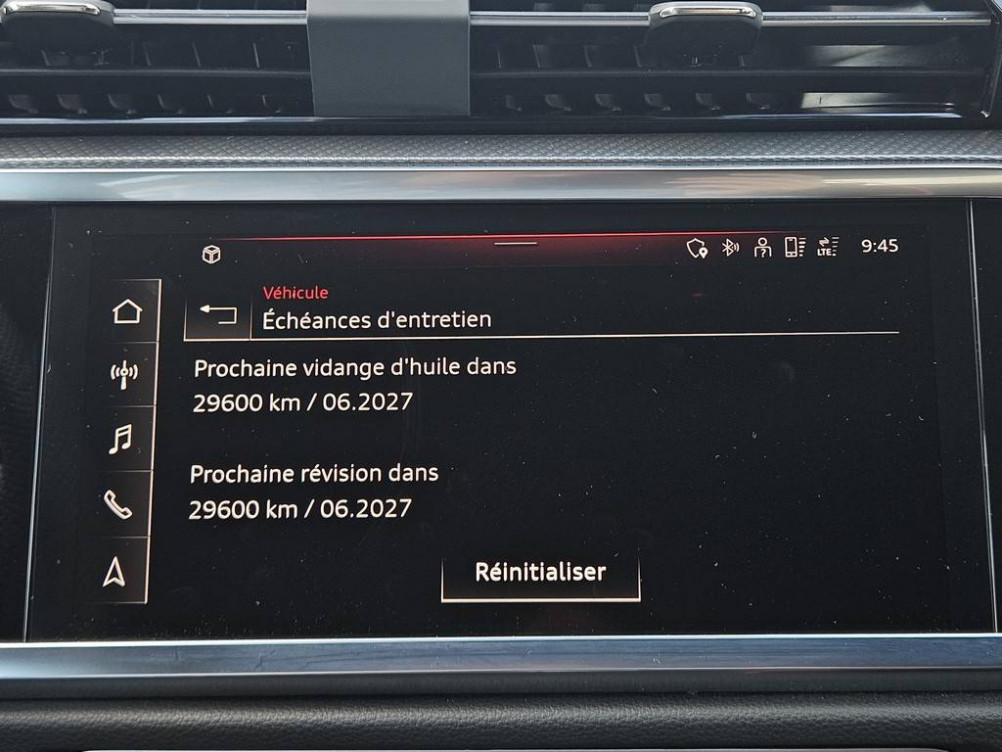 LTE
9:45
Véhicule
Échéances d'entretien
Prochaine vidange d'huile dans
29600 km / 06.2027
Prochaine révision dans
29600 km / 06.2027
Réinitialiser